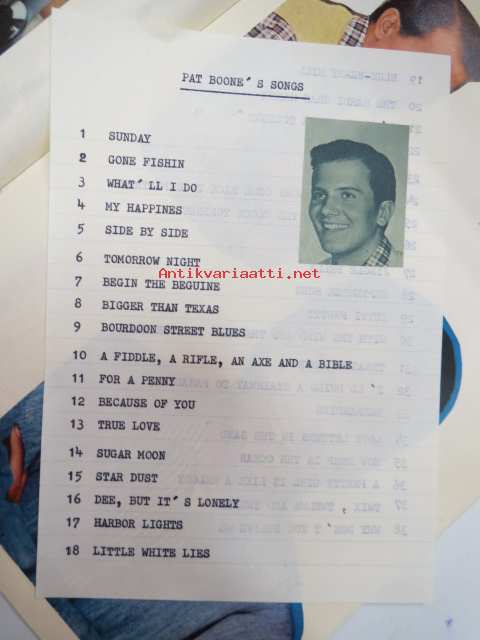 PAT BOONE´S SONGS
1 SUNDAY
2 GONE FISHIN
3 WHAT´LL I DO
4 MY HAPPINES
5 SIDE BY SIDE
6 TOMORROW NIGHT
Antikvariaatti.net
7 BEGIN THE BEGUINE
8 BIGGER THAN TEXAS
9 BOURDOON STREET BLUES
10 A FIDDLE, A RIFLE, AN AXE AND A BIBLE
11 FOR A PENNY
12 BECAUSE OF YOU
13 TRUE LOVE
14 SUGAR MOON
15 STAR DUST
16 DEE, BUT IT´S LONELY
17 HARBOR LIGHTS
18 LITTLE WHITE LIES